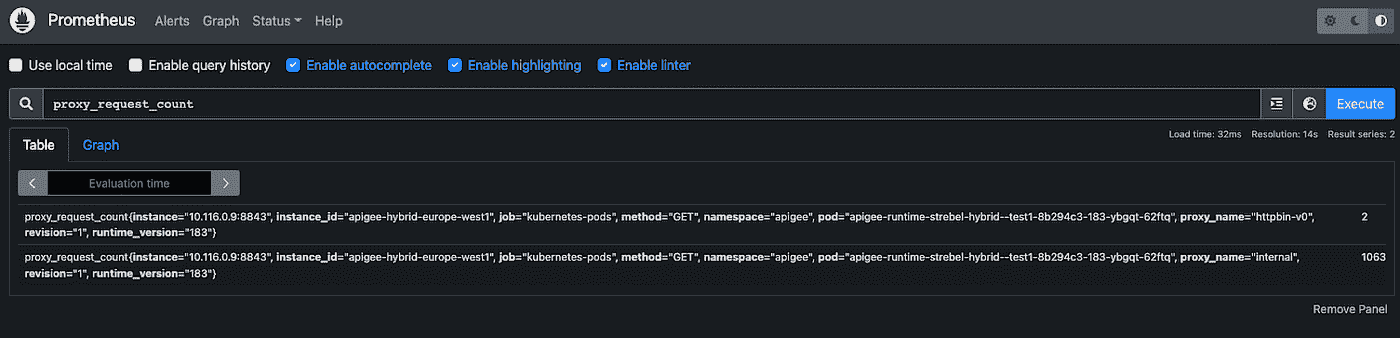 Prometheus Alerts Graph Status Help
Use local time Enable query history Enable autocomplete Enable highlighting Enable linter
proxy_request_count Execute
Load time: 32ms Resolution: 14s Result series: 2
Table Graph
Evaluation time
proxy_request_count{instance="10.116.0.9:8843", instance_id="apigee-hybrid-europe-west1", job="kubernetes-pods", method="GET", namespace="apigee", pod="apigee-runtime-strebel-hybrid--test1-8b294c3-183-ybgqt-62ftq", proxy_name="httpbin-v0", 2
revision="1", runtime_version="183"}
proxy_request_count{instance="10.116.0.9:8843", instance_id="apigee-hybrid-europe-west1", job="kubernetes-pods", method="GET", namespace="apigee", pod="apigee-runtime-strebel-hybrid--test1-8b294c3-183-ybgqt-62ftq", proxy_name="internal", 1063
revision="1", runtime_version="183"}
Remove Panel